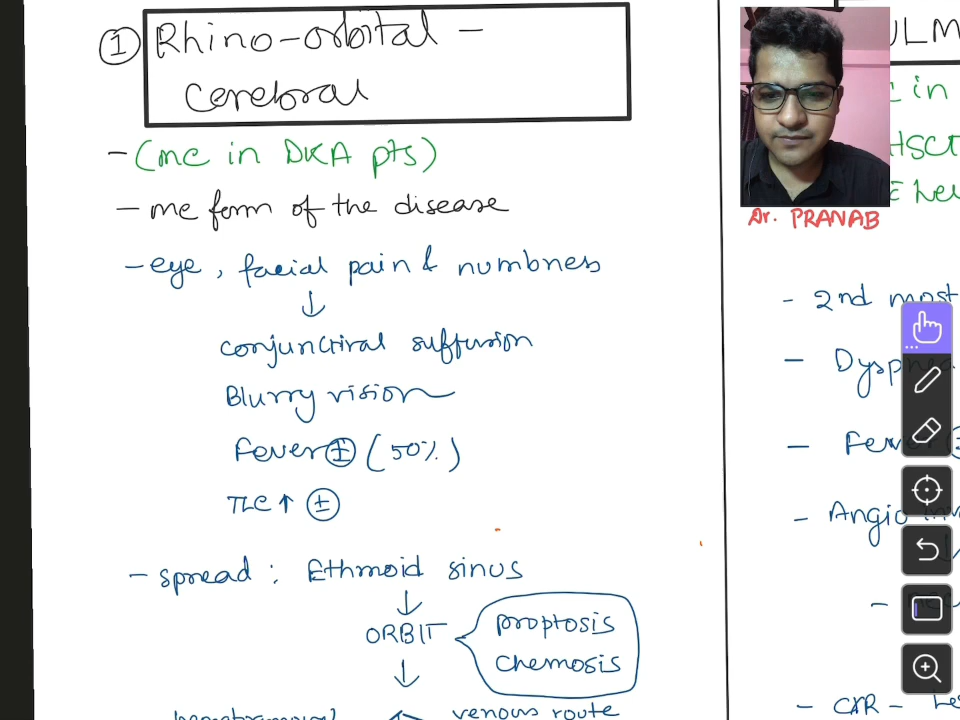 ① Rhino-orbital -
cerebral
- (mc in DKA pts)
- mc form of the disease
- eye, facial pain & numbness
↓
conjunctival suffusion
Blurry vision
Fever ± (50%)
TLC ↑ ±
- spread : Ethmoid sinus
↓
ORBIT
proptosis
chemosis
↓
venous route
Dr. PRANAB
ULM
c in
HSCT
- 2nd most
-
- Fever
- Angio inv
-
- CXR -